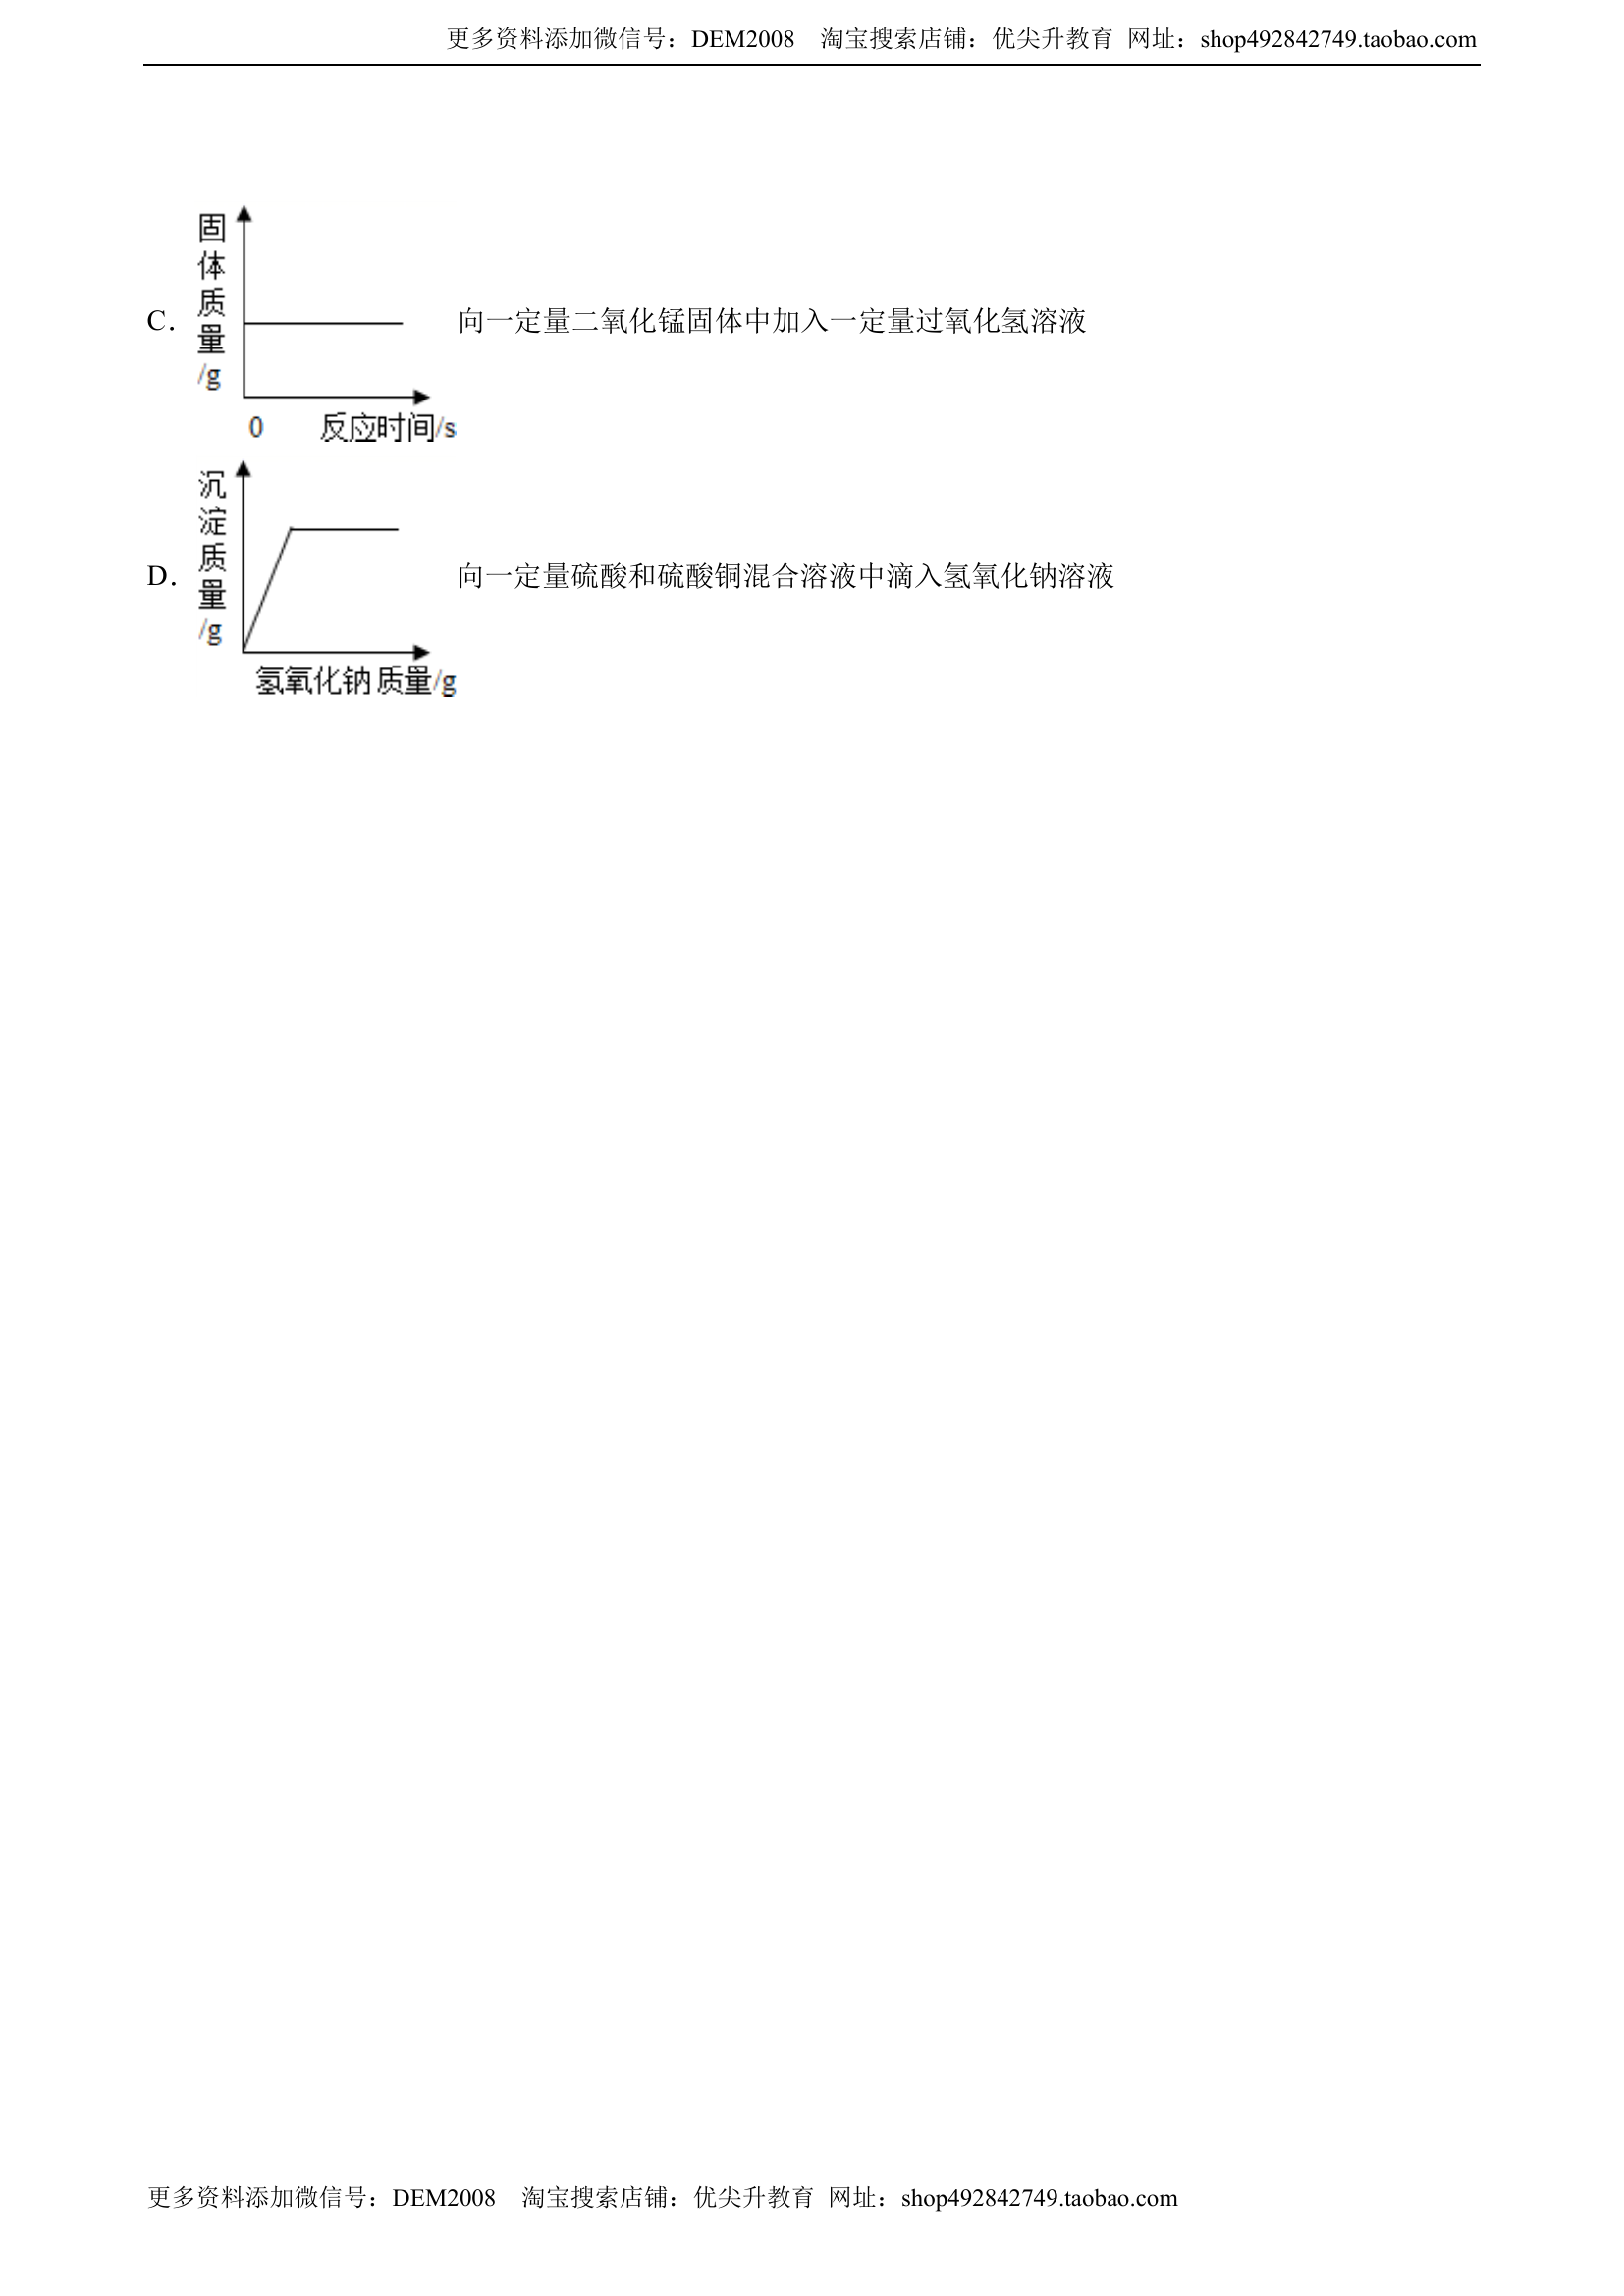 更多资料添加微信号：DEM2008    淘宝搜索店铺：优尖升教育  网址：shop492842749.taobao.com
固体质量/g
C．
向一定量二氧化锰固体中加入一定量过氧化氢溶液
0 反应时间/s
沉淀质量/g
D．
向一定量硫酸和硫酸铜混合溶液中滴入氢氧化钠溶液
氢氧化钠质量/g
更多资料添加微信号：DEM2008    淘宝搜索店铺：优尖升教育  网址：shop492842749.taobao.com